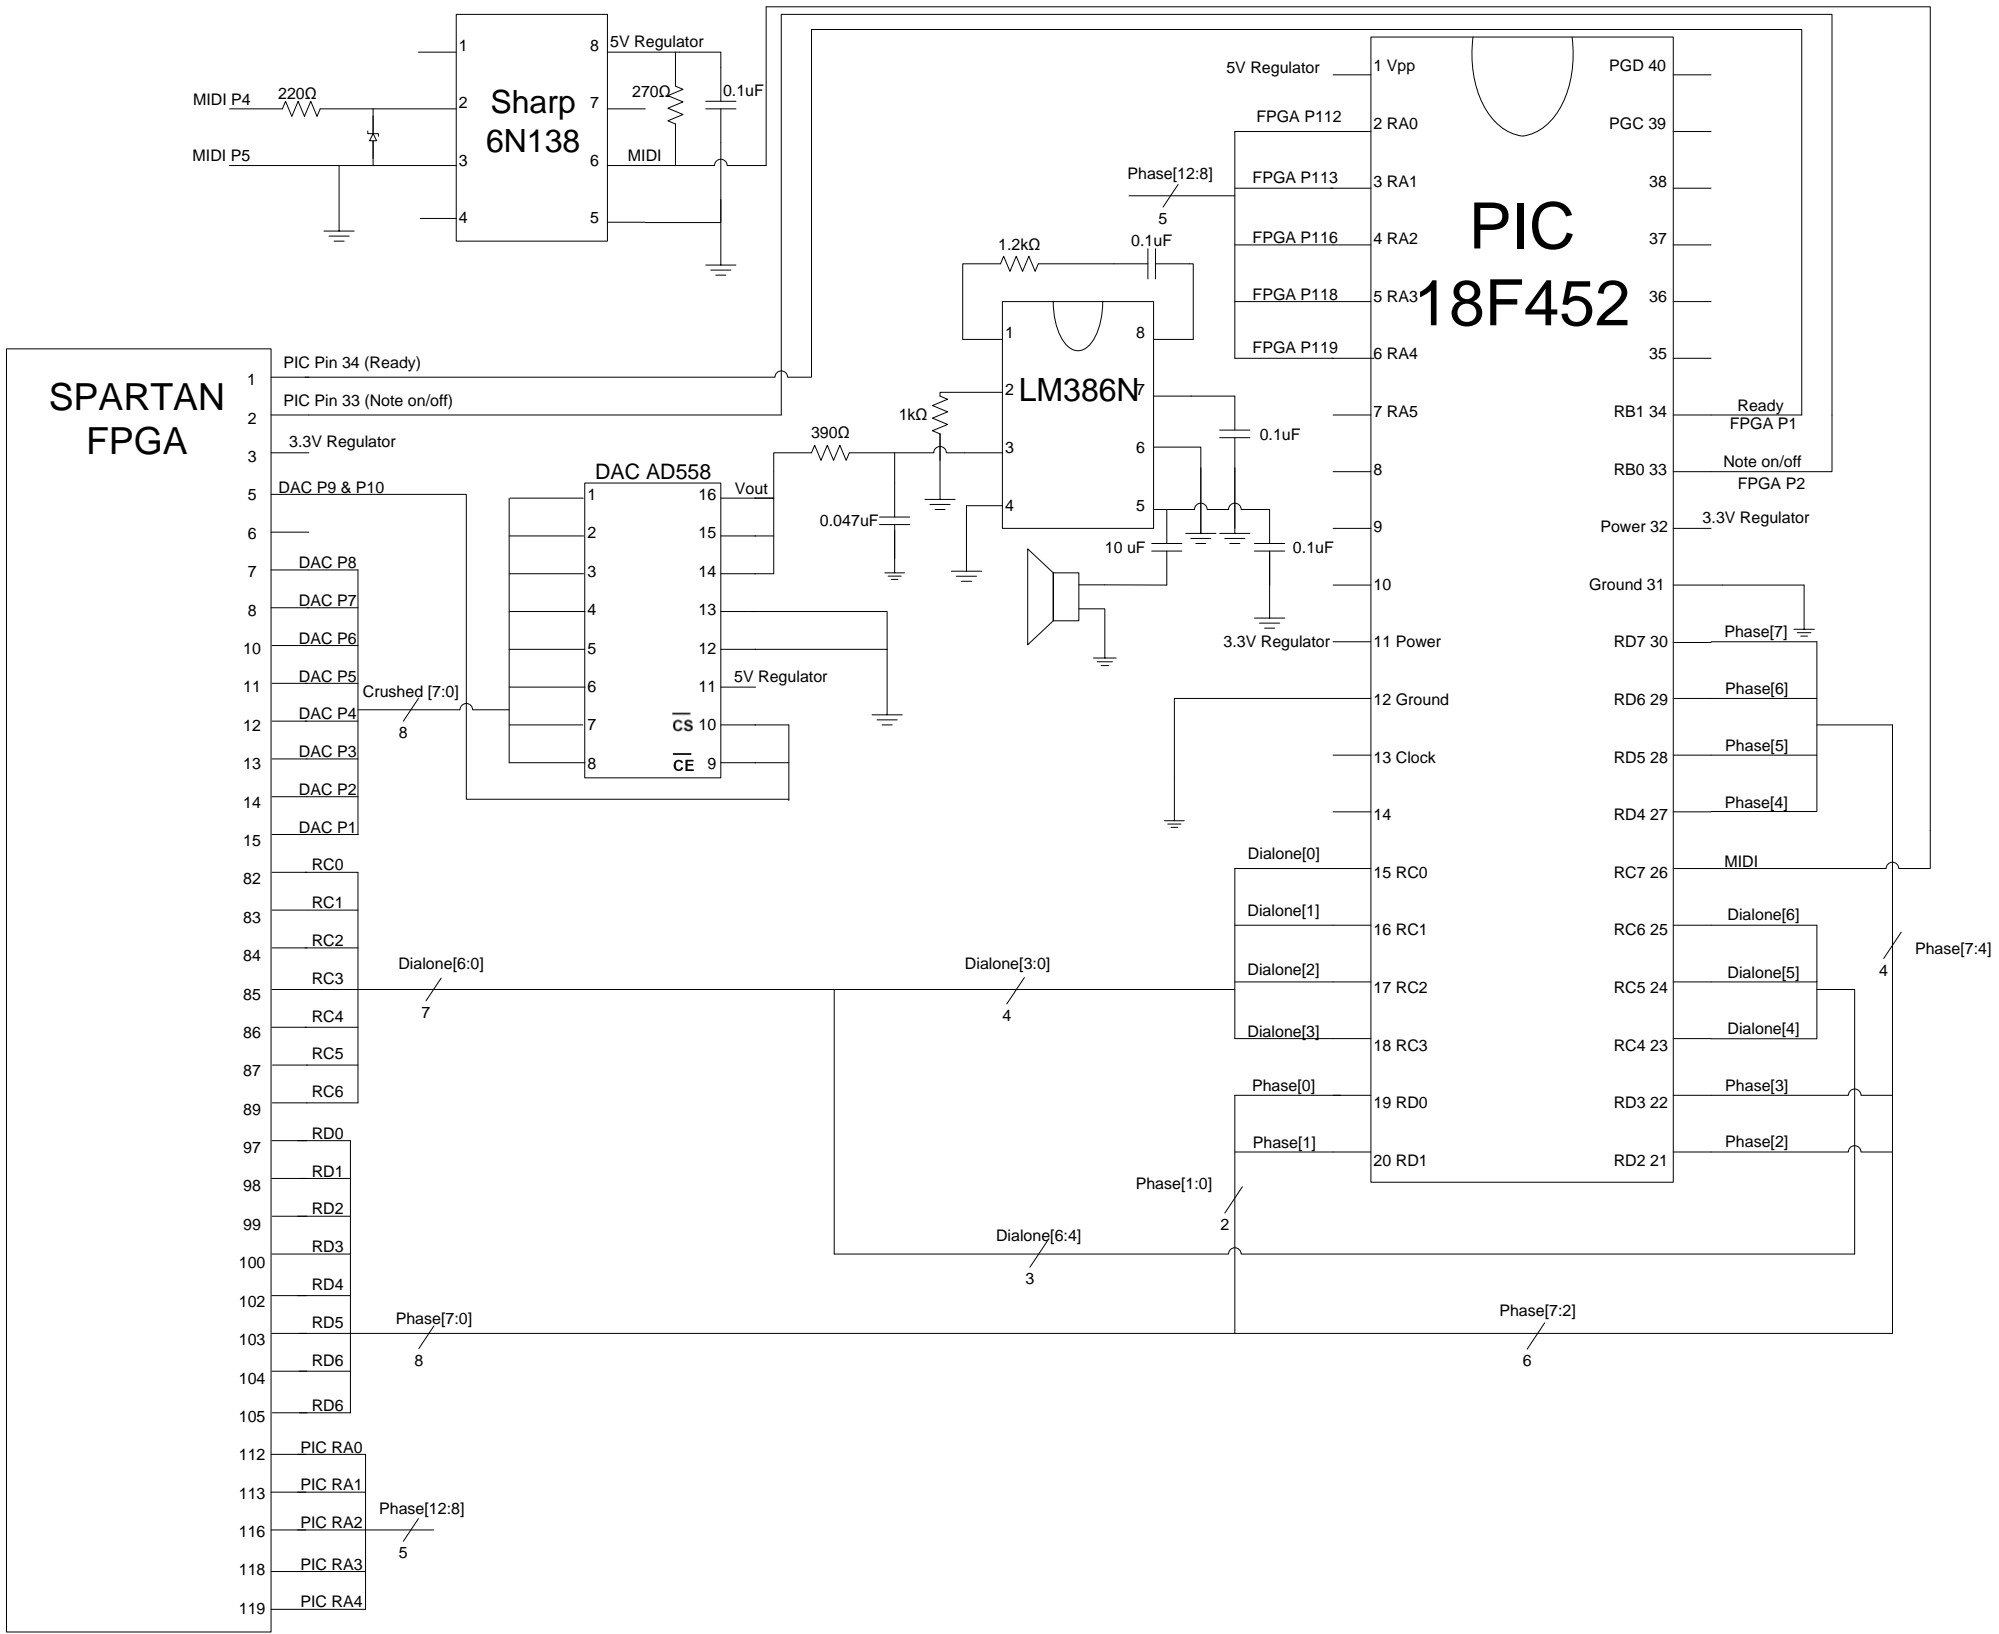 1
2
3
4
8
7
6
5
Sharp
6N138
MIDI P4
220Ω
MIDI P5
5V Regulator
270Ω
0.1uF
MIDI
5V Regulator
FPGA P112
FPGA P113
FPGA P116
FPGA P118
FPGA P119
Phase[12:8]
5
1 Vpp
2 RA0
3 RA1
4 RA2
5 RA3
6 RA4
7 RA5
8
9
10
11 Power
12 Ground
13 Clock
14
15 RC0
16 RC1
17 RC2
18 RC3
19 RD0
20 RD1
PIC
18F452
PGD 40
PGC 39
38
37
36
35
RB1 34
RB0 33
Power 32
Ground 31
RD7 30
RD6 29
RD5 28
RD4 27
RC7 26
RC6 25
RC5 24
RC4 23
RD3 22
RD2 21
Ready
FPGA P1
Note on/off
FPGA P2
3.3V Regulator
Phase[7]
Phase[6]
Phase[5]
Phase[4]
MIDI
Dialone[6]
Dialone[5]
Dialone[4]
Phase[3]
Phase[2]
Phase[7:4]
4
3.3V Regulator
Dialone[0]
Dialone[1]
Dialone[2]
Dialone[3]
Phase[0]
Phase[1]
Phase[1:0]
2
1.2kΩ
0.1uF
1
2
3
4
8
7
6
5
LM386N
1kΩ
390Ω
0.047uF
0.1uF
10 uF
0.1uF
DAC AD558
1
2
3
4
5
6
7
8
16
15
14
13
12
11
CS 10
CE 9
Vout
5V Regulator
SPARTAN
FPGA
1
PIC Pin 34 (Ready)
2
PIC Pin 33 (Note on/off)
3
3.3V Regulator
5
DAC P9 & P10
6
7
DAC P8
8
DAC P7
10
DAC P6
11
DAC P5
12
DAC P4
13
DAC P3
14
DAC P2
15
DAC P1
Crushed [7:0]
8
82
RC0
83
RC1
84
RC2
85
RC3
86
RC4
87
RC5
89
RC6
Dialone[6:0]
7
Dialone[3:0]
4
Dialone[6:4]
3
97
RD0
98
RD1
99
RD2
100
RD3
102
RD4
103
RD5
104
RD6
105
RD6
Phase[7:0]
8
Phase[7:2]
6
112
PIC RA0
113
PIC RA1
116
PIC RA2
118
PIC RA3
119
PIC RA4
Phase[12:8]
5